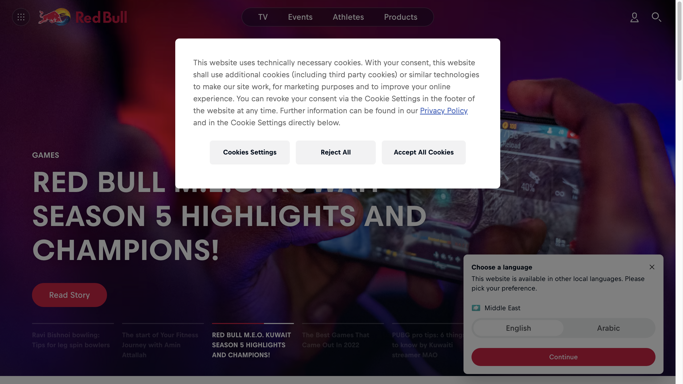 Red Bull
TV
Events
Athletes
Products
This website uses technically necessary cookies. With your consent, this website
shall use additional cookies (including third party cookies) or similar technologies
to make our site work, for marketing purposes and to improve your online
experience. You can revoke your consent via the Cookie Settings in the footer of
the website at any time. Further information can be found in our Privacy Policy
and in the Cookie Settings directly below.
Cookies Settings
Reject All
Accept All Cookies
GAMES
RED BULL M.E.O. KUWAIT
SEASON 5 HIGHLIGHTS AND
CHAMPIONS!
Read Story
Choose a language
This website is available in other local languages. Please
pick your preference.
Middle East
English
Arabic
Continue
Ravi Bishnoi bowling:
Tips for leg spin bowlers
The start of Your Fitness
Journey with Amin
Attallah
RED BULL M.E.O. KUWAIT
SEASON 5 HIGHLIGHTS
AND CHAMPIONS!
The Best Games That
Came Out in 2022
PUBG pro tips: 6 things
to know by Kuwaiti
streamer MAO